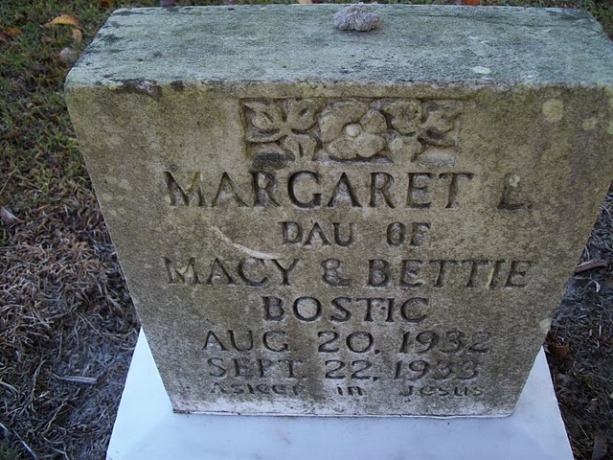 MARGARET L.
DAU OF
MACY & BETTIE
BOSTIC
AUG 20, 1932
SEPT. 22, 1933
ASLEEP IN JESUS